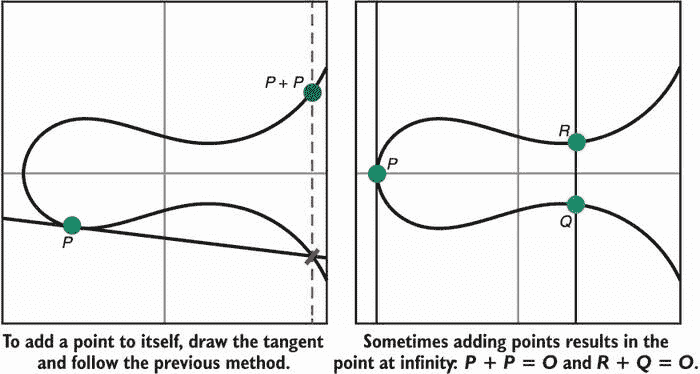 P + P
P
P
R
Q
To add a point to itself, draw the tangent
and follow the previous method.
Sometimes adding points results in the
point at infinity: P + P = O and R + Q = O.